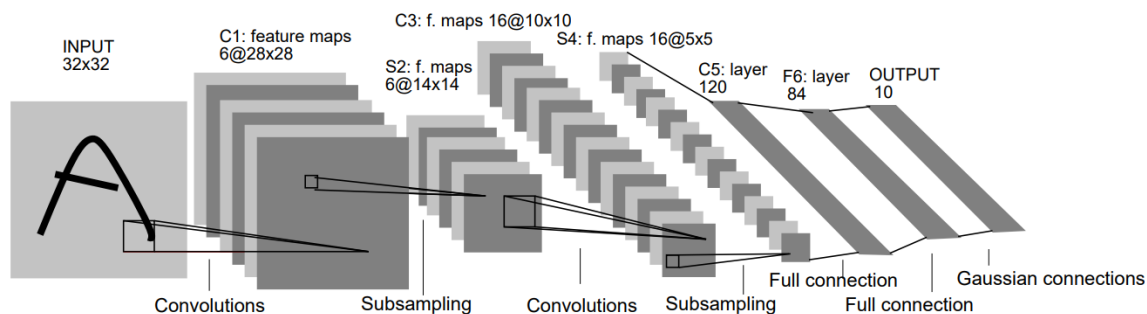 INPUT
32x32
C1: feature maps
6@28x28
S2: f. maps
6@14x14
C3: f. maps 16@10x10
S4: f. maps 16@5x5
C5: layer
120
F6: layer
84
OUTPUT
10
Convolutions
Subsampling
Convolutions
Subsampling
Full connection
Full connection
Gaussian connections